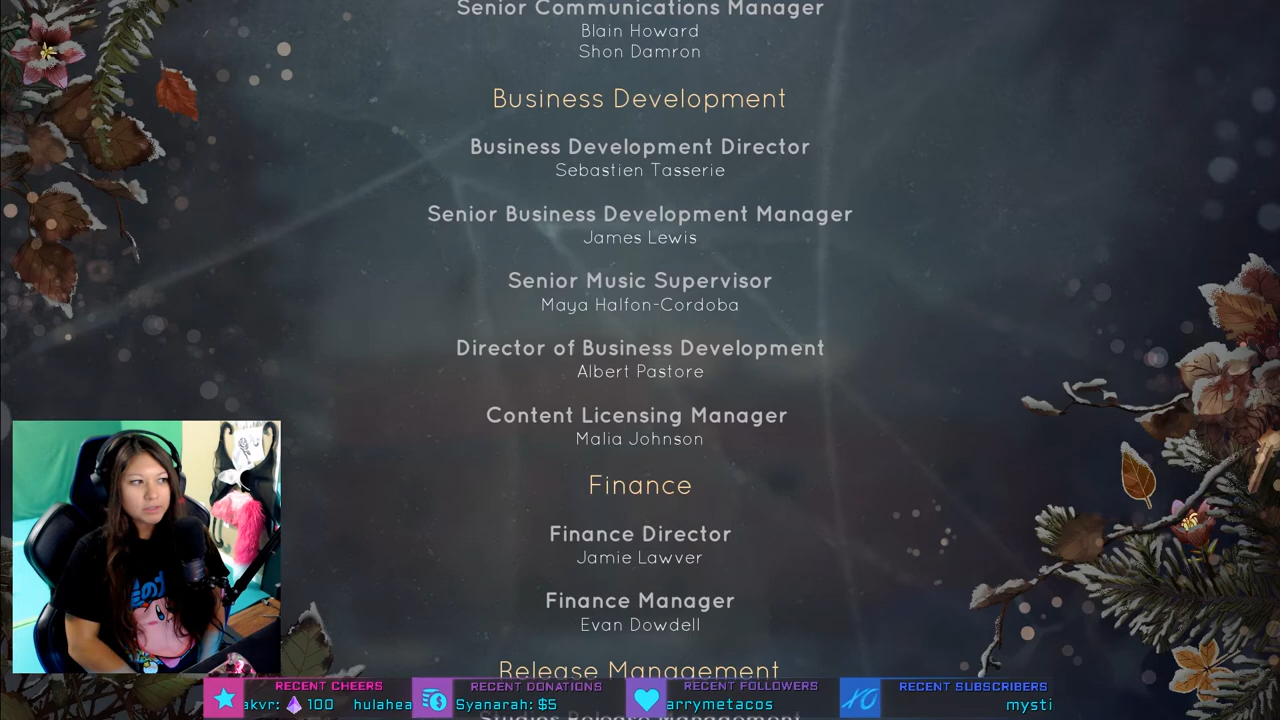 Senior Communications Manager
Blain Howard
Shon Damron
Business Development
Business Development Director
Sebastien Tasserie
Senior Business Development Manager
James Lewis
Senior Music Supervisor
Maya Halfon-Cordoba
Director of Business Development
Albert Pastore
Content Licensing Manager
Malia Johnson
Finance
Finance Director
Jamie Lawver
Finance Manager
Evan Dowdell
Release Management
RECENT CHEERS
akvr: 100 hulahea
RECENT DONATIONS
Syanarah: $5
RECENT FOLLOWERS
arrymetacos
RECENT SUBSCRIBERS
mysti